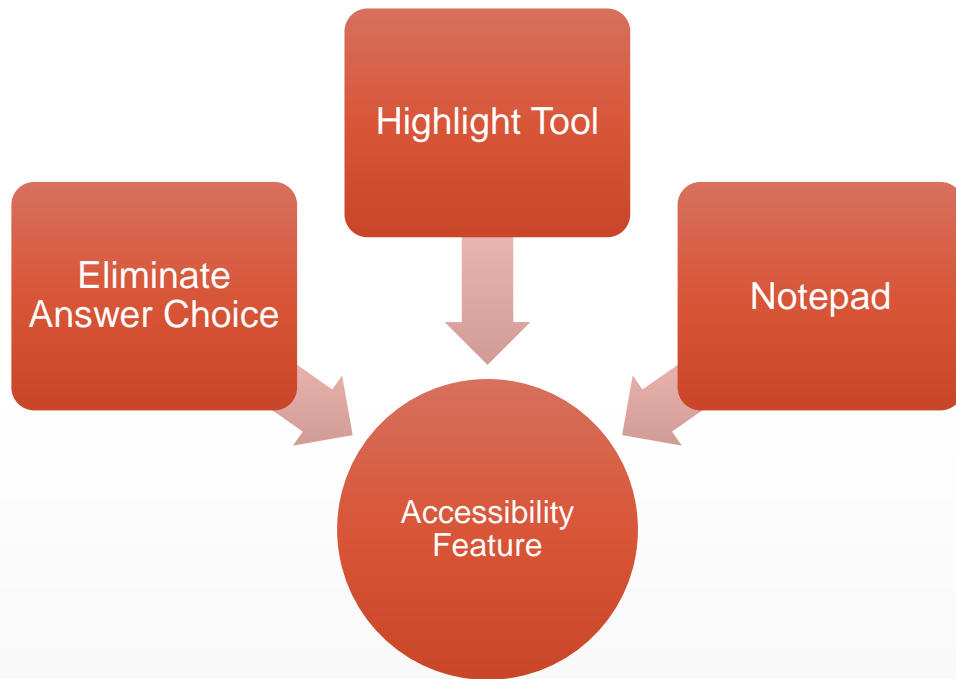 Highlight Tool
Eliminate
Answer Choice
Notepad
Accessibility
Feature